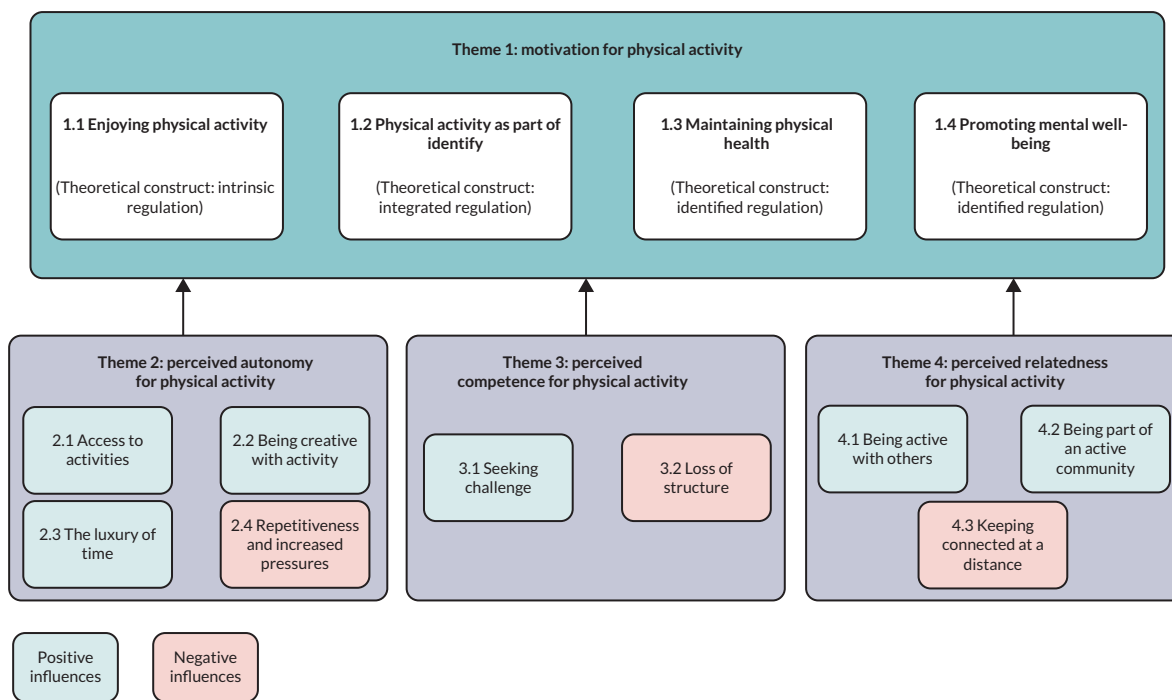 Theme 1: motivation for physical activity
1.1 Enjoying physical activity
(Theoretical construct: intrinsic
regulation)
1.2 Physical activity as part of
identify
(Theoretical construct:
integrated regulation)
1.3 Maintaining physical
health
(Theoretical construct:
identified regulation)
1.4 Promoting mental well-
being
(Theoretical construct:
identified regulation)
Theme 2: perceived autonomy
for physical activity
2.1 Access to
activities
2.2 Being creative
with activity
2.3 The luxury of
time
2.4 Repetitiveness
and increased
pressures
Theme 3: perceived
competence for physical activity
3.1 Seeking
challenge
3.2 Loss of
structure
Theme 4: perceived relatedness
for physical activity
4.1 Being active
with others
4.2 Being part of
an active
community
4.3 Keeping
connected at a
distance
Positive
influences
Negative
influences